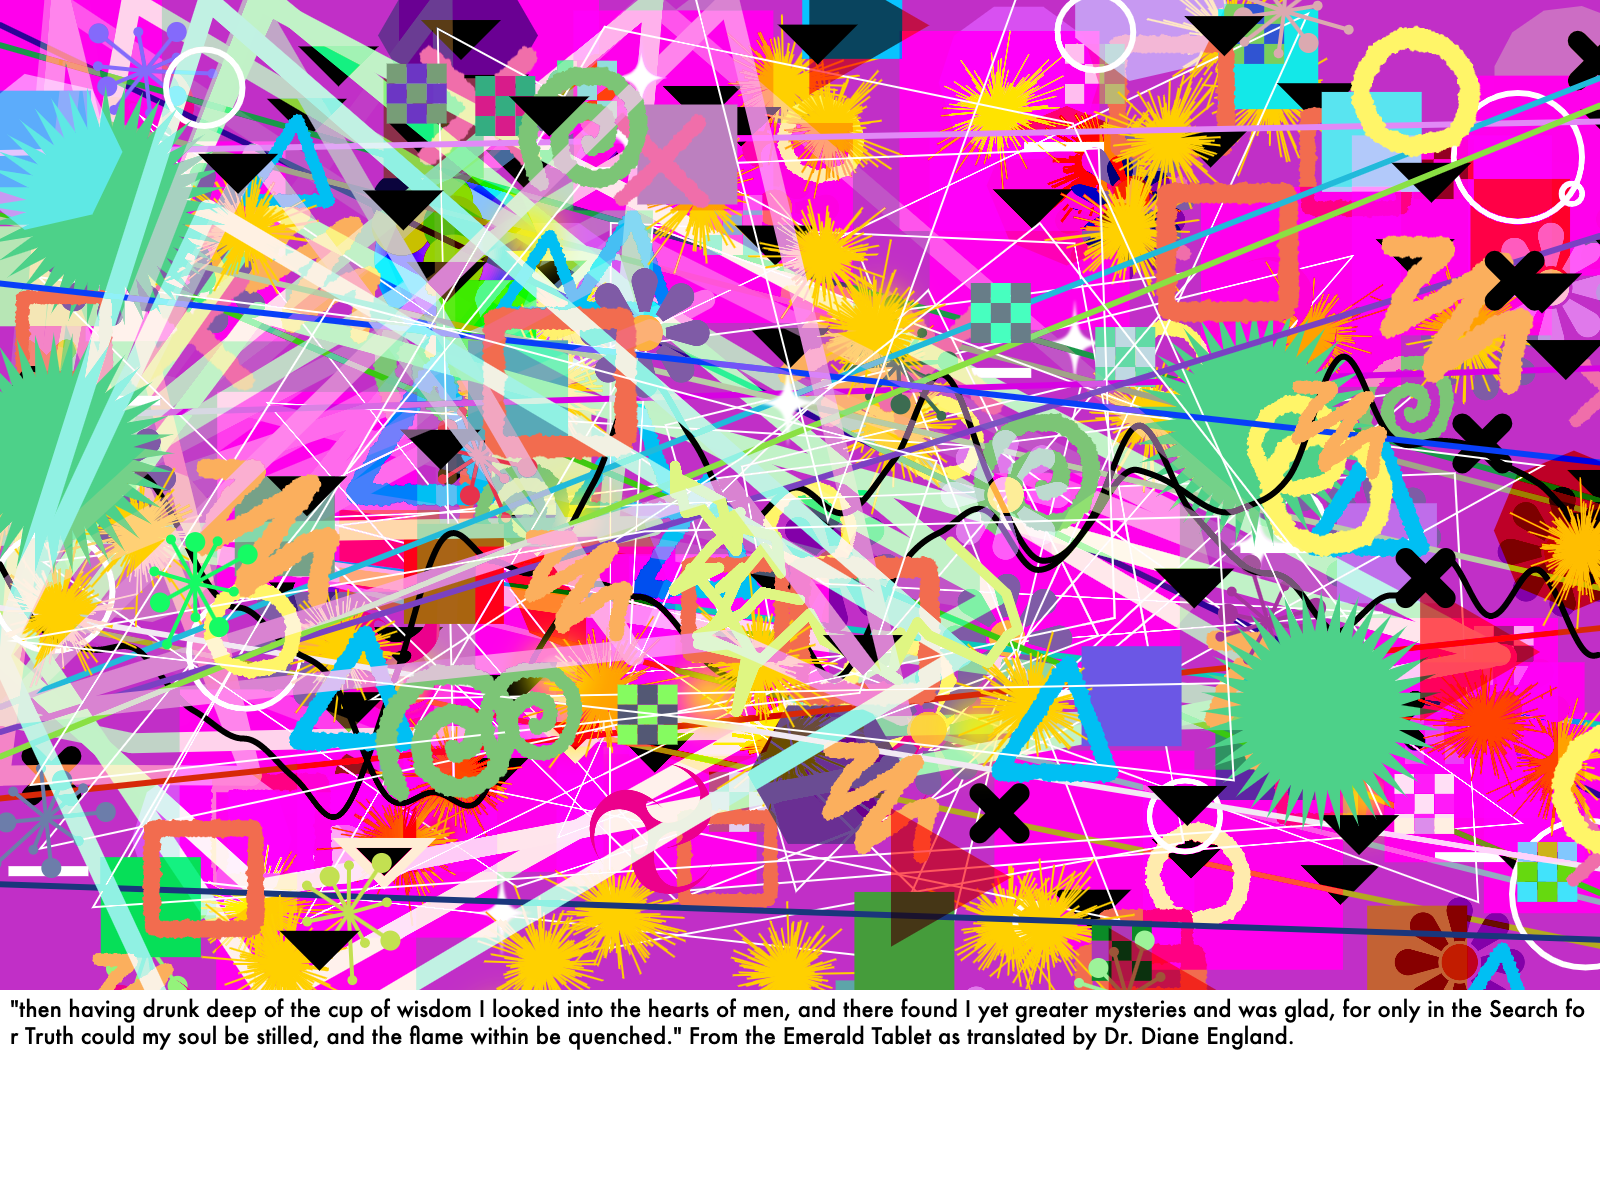 "then having drunk deep of the cup of wisdom I looked into the hearts of men, and there found I yet greater mysteries and was glad, for only in the Search fo
r Truth could my soul be stilled, and the flame within be quenched." From the Emerald Tablet as translated by Dr. Diane England.